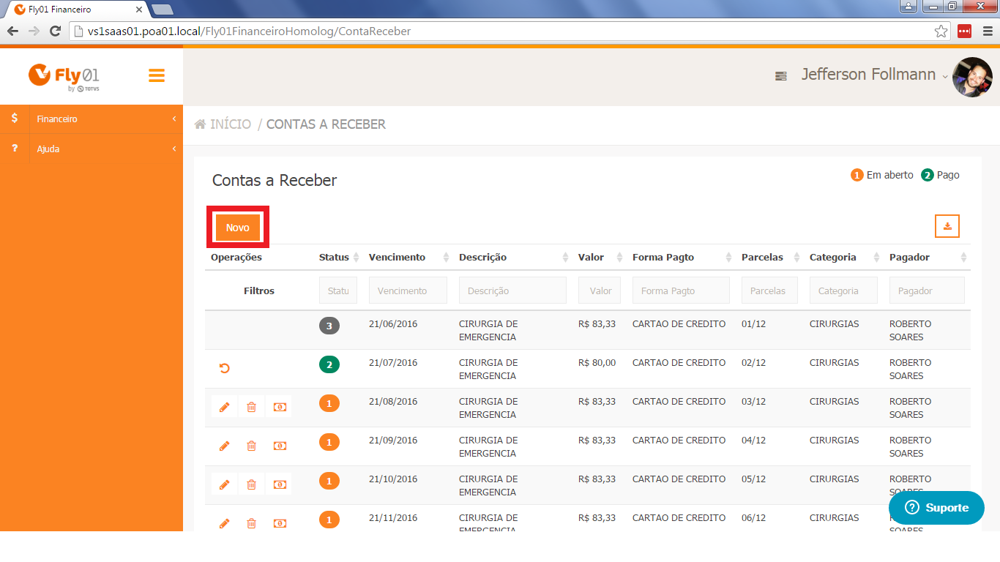 Fly01 Financeiro
vs1saas01.poa01.local/Fly01FinanceiroHomolog/ContaReceber
Fly01
by TOTVS
Jefferson Follmann
$ Financeiro
? Ajuda
INÍCIO / CONTAS A RECEBER
Contas a Receber
1 Em aberto 2 Pago
Novo
Operações Status Vencimento Descrição Valor Forma Pagto Parcelas Categoria Pagador
Filtros Statu Vencimento Descrição Valor Forma Pagto Parcelas Categoria Pagador
3 21/06/2016 CIRURGIA DE R$ 83,33 CARTAO DE CREDITO 01/12 CIRURGIAS ROBERTO
EMERGENCIA SOARES
2 21/07/2016 CIRURGIA DE R$ 80,00 CARTAO DE CREDITO 02/12 CIRURGIAS ROBERTO
EMERGENCIA SOARES
1 21/08/2016 CIRURGIA DE R$ 83,33 CARTAO DE CREDITO 03/12 CIRURGIAS ROBERTO
EMERGENCIA SOARES
1 21/09/2016 CIRURGIA DE R$ 83,33 CARTAO DE CREDITO 04/12 CIRURGIAS ROBERTO
EMERGENCIA SOARES
1 21/10/2016 CIRURGIA DE R$ 83,33 CARTAO DE CREDITO 05/12 CIRURGIAS ROBERTO
EMERGENCIA SOARES
1 21/11/2016 CIRURGIA DE R$ 83,33 CARTAO DE CREDITO 06/12 CIRURGIAS
EMERGENCIA SOARES
? Suporte